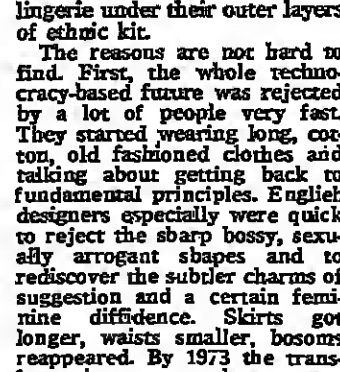 lingerie under their outer layers
of ethnic kit.
The reasons are not hard to
find. First, the whole techno-
cracy-based future was rejected
by a lot of people very fast.
They started wearing long, cot-
ton, old fashioned clothes and
talking about getting back to
fundamental principles. English
designers especially were quick
to reject the sharp bossy, sexu-
ally arrogant shapes and to
rediscover the subtler charms of
suggestion and a certain femi-
nine diffidence. Skirts got
longer, waists smaller, bosoms
reappeared. By 1973 the trans-